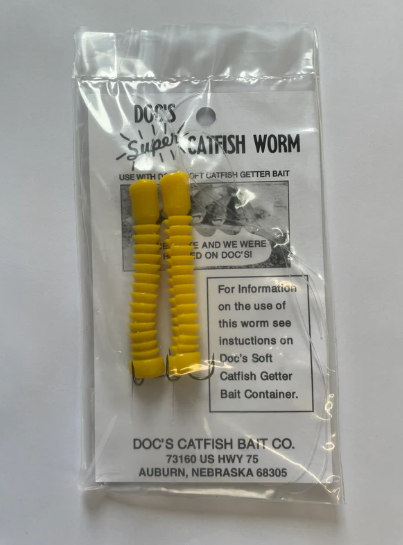 DOC'S
Super CATFISH WORM
USE WITH SOFT CATFISH GETTER BAIT
AND WE WERE
ON DOC'S!
For Information
on the use of
this worm see
instuctions on
Doc's Soft
Catfish Getter
Bait Container.
DOC'S CATFISH BAIT CO.
73160 US HWY 75
AUBURN, NEBRASKA 68305